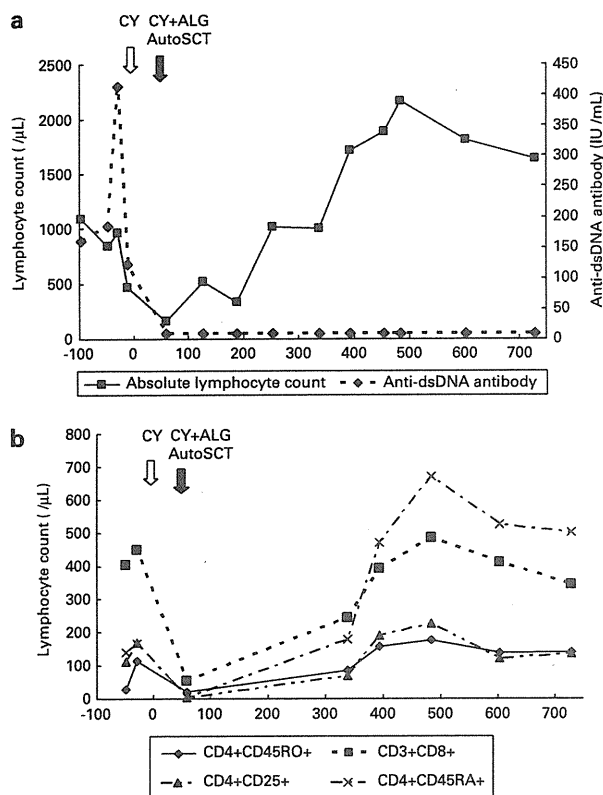 a
CY
CY+ALG
AutoSCT
Lymphocyte count ( /µL)
2500
2000
1500
1000
500
0
450
400
350
300
250
200
150
100
50
0
Anti-dsDNA antibody (IU /mL)
-100 0 100 200 300 400 500 600 700
Absolute lymphocyte count
Anti-dsDNA antibody
b
CY
CY+ALG
AutoSCT
Lymphocyte count ( /µL)
800
700
600
500
400
300
200
100
0
-100 0 100 200 300 400 500 600 700
CD4+CD45RO+
CD3+CD8+
CD4+CD25+
CD4+CD45RA+